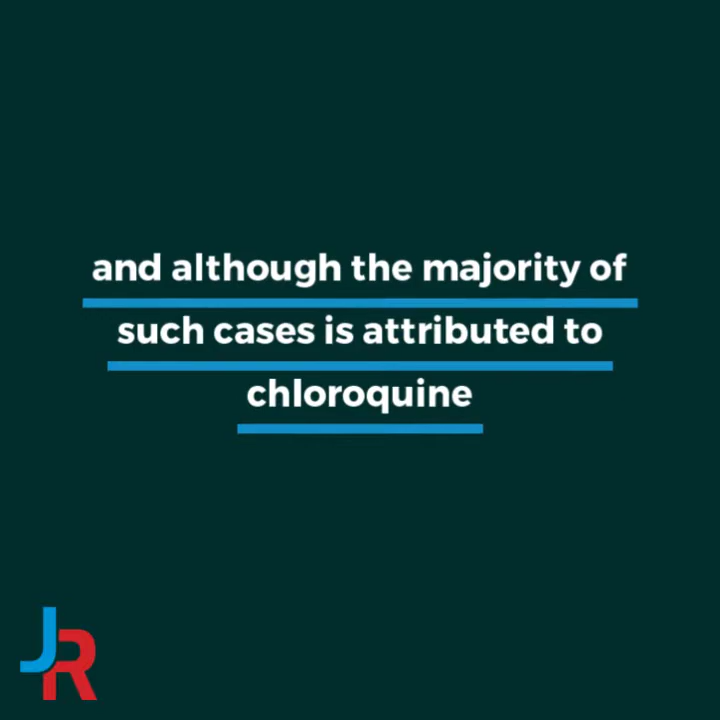 and although the majority of
such cases is attributed to
chloroquine
JR